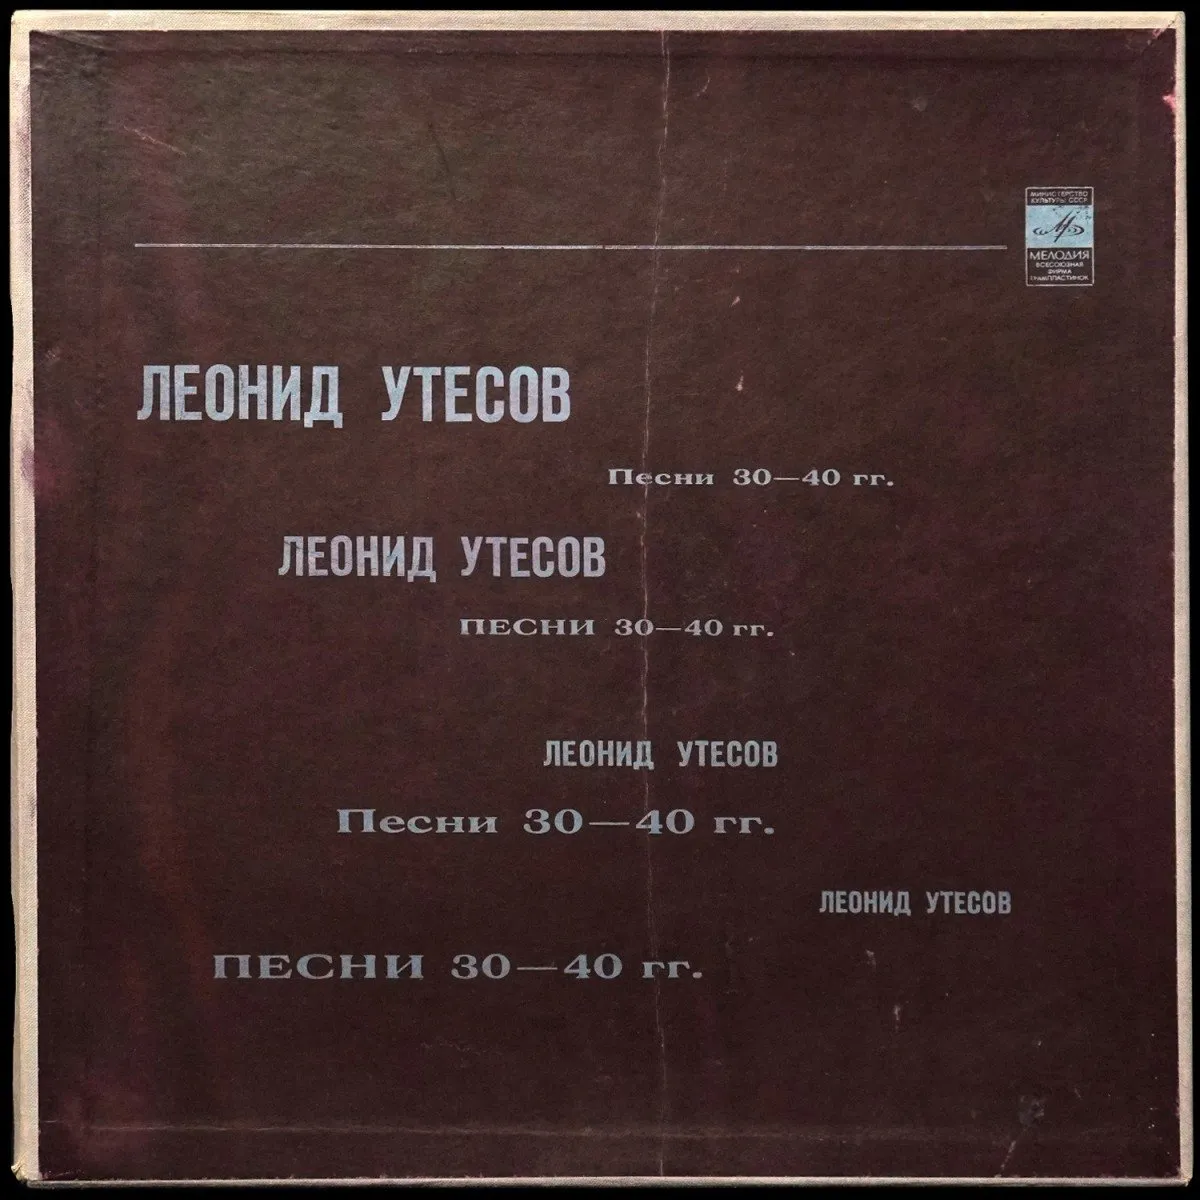 МИНИСТЕРСТВО
КУЛЬТУРЫ СССР
МЕЛОДИЯ
ВСЕСОЮЗНАЯ
ФИРМА
ГРАМПЛАСТИНОК
ЛЕОНИД УТЕСОВ
Песни 30—40 гг.
ЛЕОНИД УТЕСОВ
ПЕСНИ 30—40 гг.
ЛЕОНИД УТЕСОВ
Песни 30—40 гг.
ЛЕОНИД УТЕСОВ
ПЕСНИ 30—40 гг.